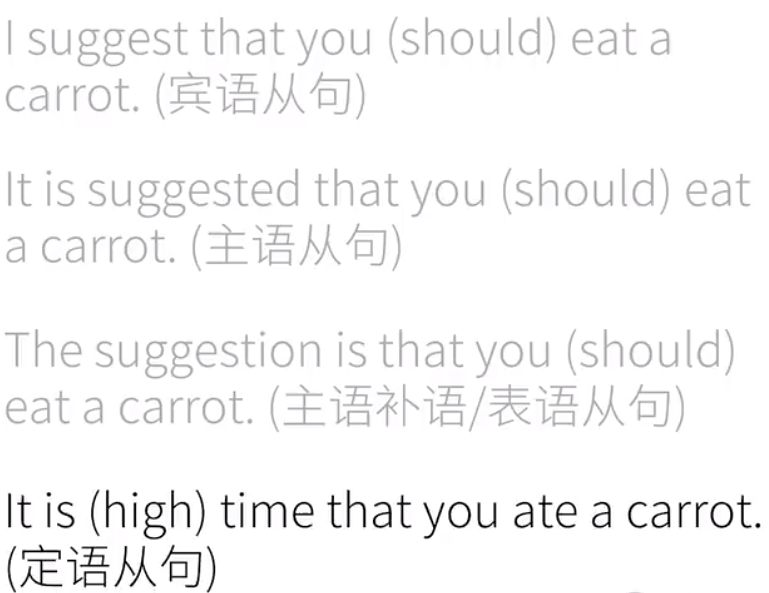 I suggest that you (should) eat a
carrot. (宾语从句)
It is suggested that you (should) eat
a carrot. (主语从句)
The suggestion is that you (should)
eat a carrot. (主语补语/表语从句)
It is (high) time that you ate a carrot.
(定语从句)